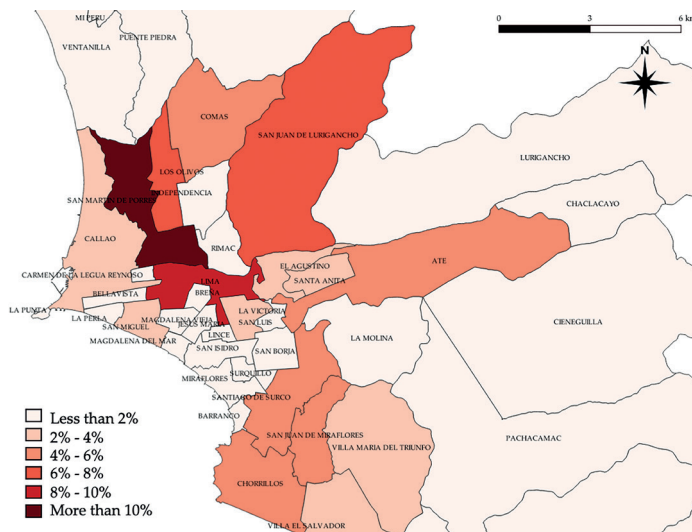 MI PERU
0 3 6 km
VENTANILLA
PUENTE PIEDRA
COMAS
SAN JUAN DE LURIGANCHO
LURIGANCHO
LOS OLIVOS
INDEPENDENCIA
SAN MARTIN DE PORRES
CHACLACAYO
CALLAO
RIMAC
ATE
EL AGUSTINO
CARMEN DE LA LEGUA REYNOSO
LIMA
SANTA ANITA
BELLAVISTA
BREÑA
LA PUNTA
LA PERLA
MAGDALENA VIEJA
LA VICTORIA
CIENEGUILLA
SAN MIGUEL
JESUS MARIA
SAN LUIS
MAGDALENA DEL MAR
LINCE
LA MOLINA
SAN ISIDRO
SAN BORJA
MIRAFLORES
SURQUILLO
SANTIAGO DE SURCO
BARRANCO
SAN JUAN DE MIRAFLORES
PACHACAMAC
VILLA MARIA DEL TRIUNFO
CHORRILLOS
VILLA EL SALVADOR
Less than 2%
2% - 4%
4% - 6%
6% - 8%
8% - 10%
More than 10%